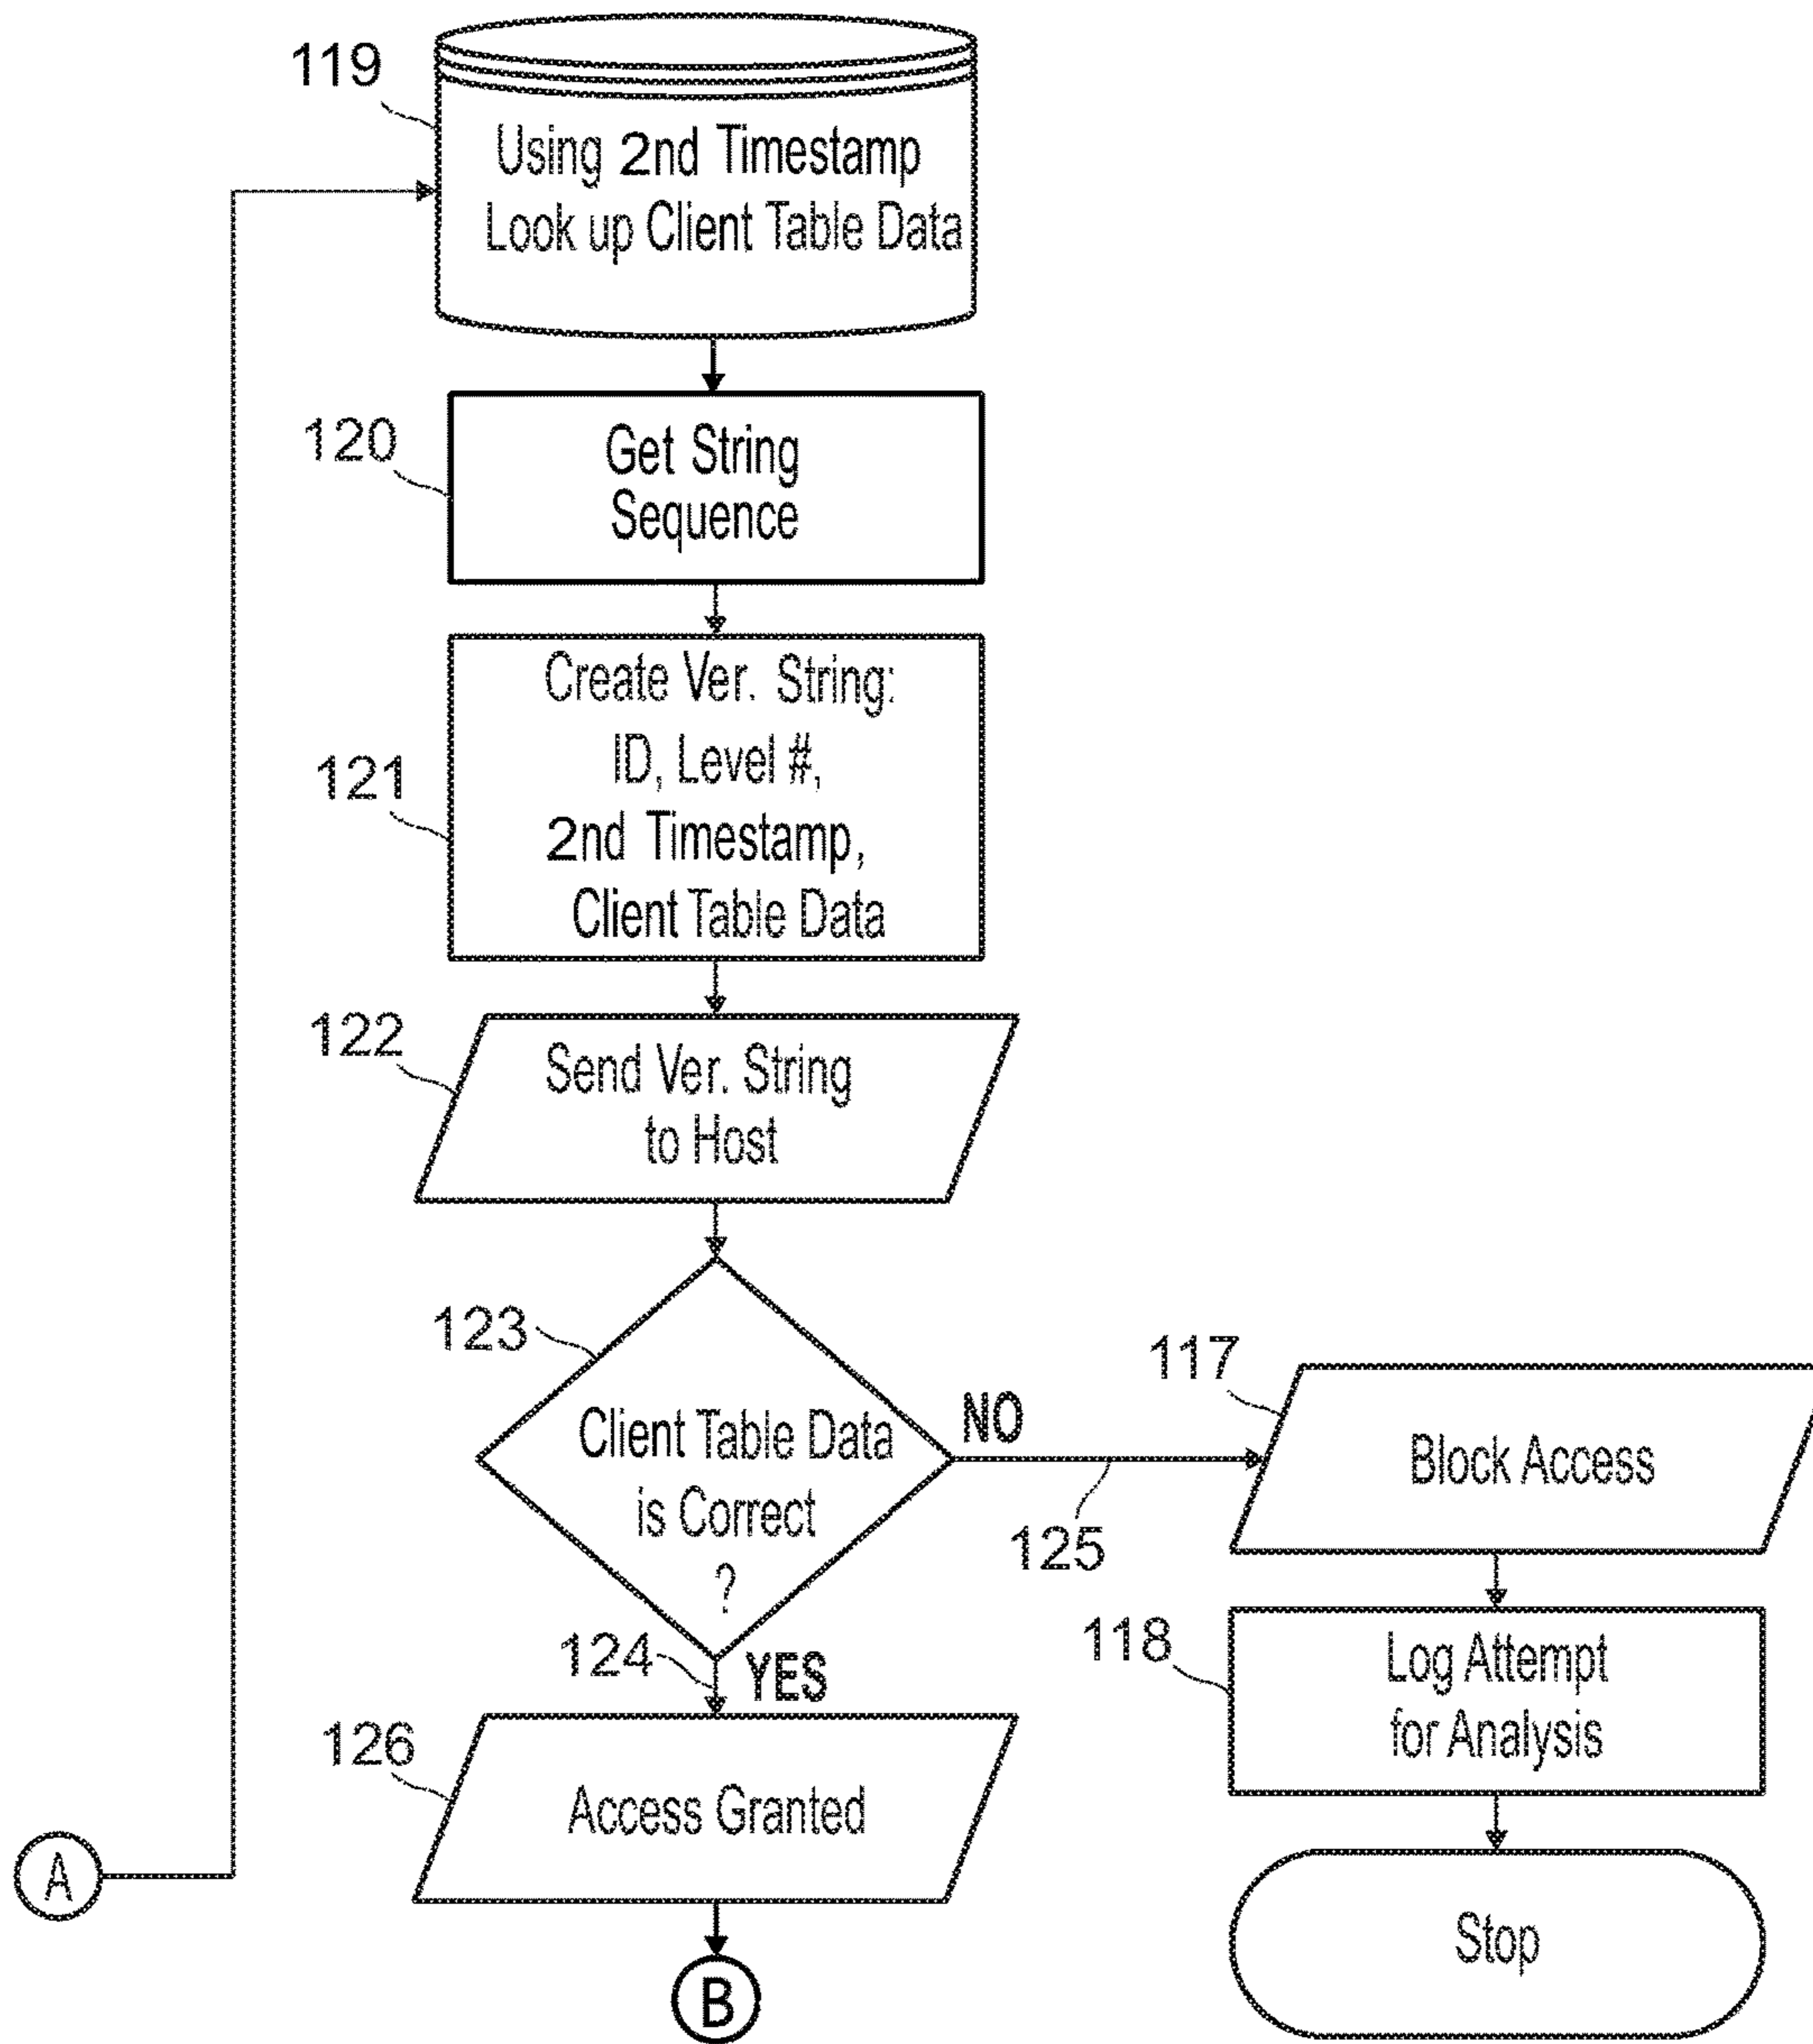 119
Using 2nd Timestamp
Look up Client Table Data
120
Get String
Sequence
121
Create Ver. String:
ID, Level #,
2nd Timestamp,
Client Table Data
122
Send Ver. String
to Host
123
Client Table Data
is Correct
?
NO
125
117
Block Access
124
YES
118
Log Attempt
for Analysis
126
Access Granted
A
Stop
B